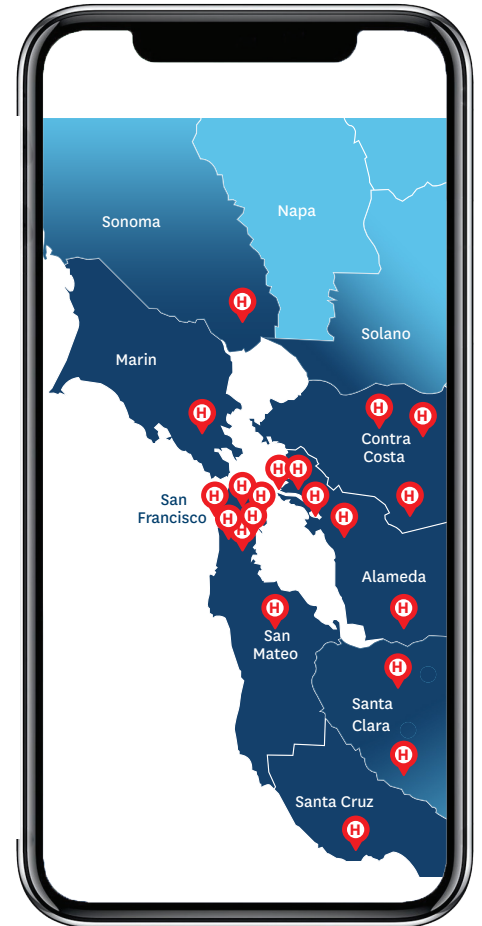 Napa
Sonoma
H
Solano
Marin
H
H
H
Contra
Costa
H
H
H
H
H
H
H
San
Francisco
H
H
H
H
H
Alameda
H
H
San
Mateo
H
Santa
Clara
H
Santa Cruz
H